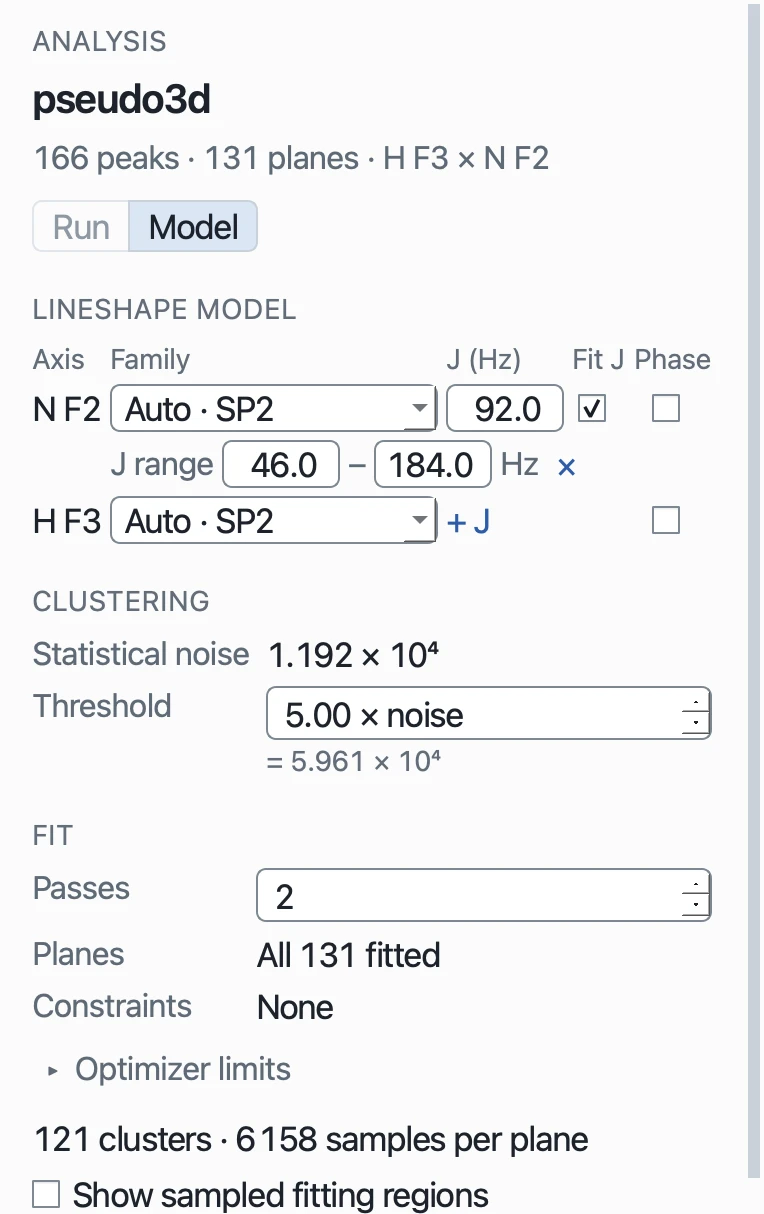 ANALYSIS
pseudo3d
166 peaks · 131 planes · H F3 × N F2
Run Model
LINESHAPE MODEL
Axis Family J (Hz) Fit J Phase
N F2 Auto · SP2 92.0
J range 46.0 – 184.0 Hz ×
H F3 Auto · SP2 + J
CLUSTERING
Statistical noise 1.192 × 10⁴
Threshold 5.00 × noise
= 5.961 × 10⁴
FIT
Passes 2
Planes All 131 fitted
Constraints None
▸ Optimizer limits
121 clusters · 6 158 samples per plane
Show sampled fitting regions